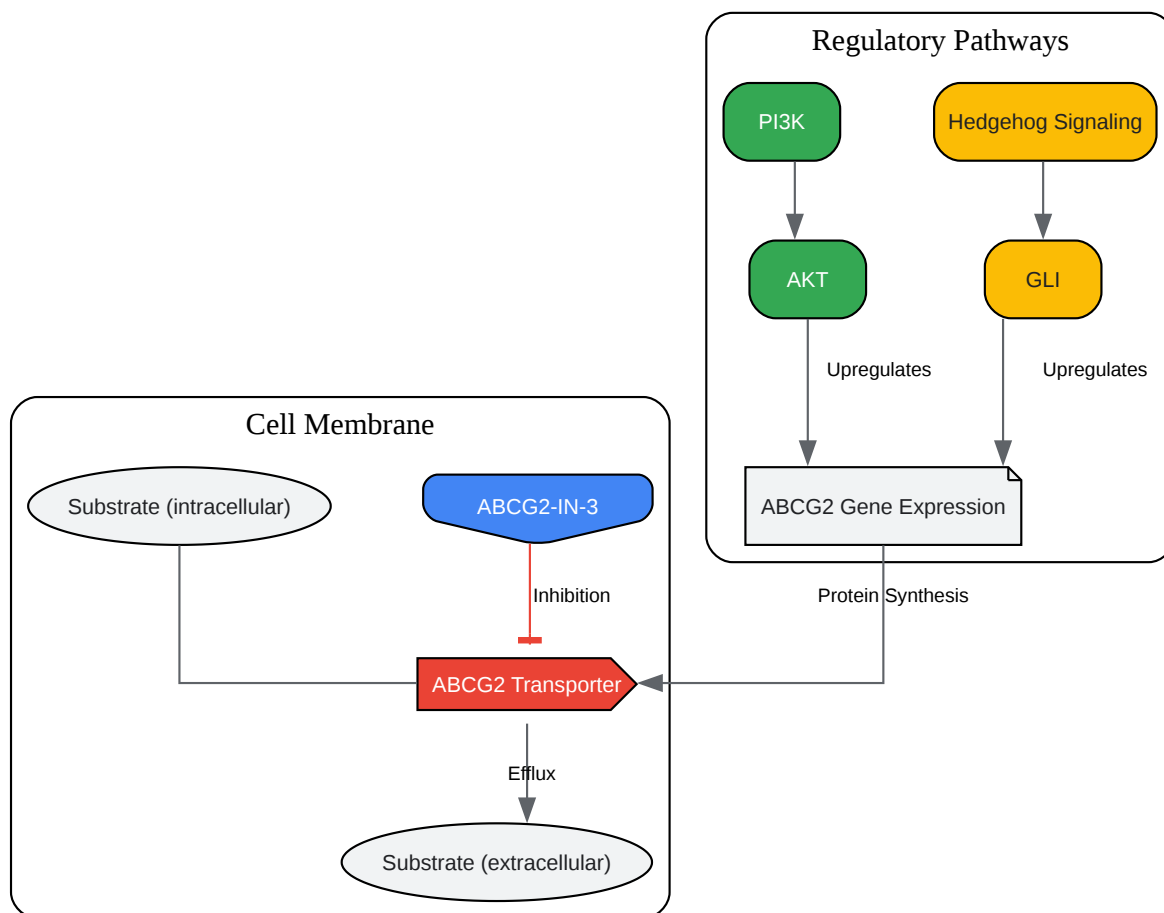 Regulatory Pathways
PI3K
Hedgehog Signaling
AKT
GLI
Upregulates
Upregulates
ABCG2 Gene Expression
Protein Synthesis
Cell Membrane
Substrate (intracellular)
ABCG2-IN-3
Inhibition
ABCG2 Transporter
Efflux
Substrate (extracellular)